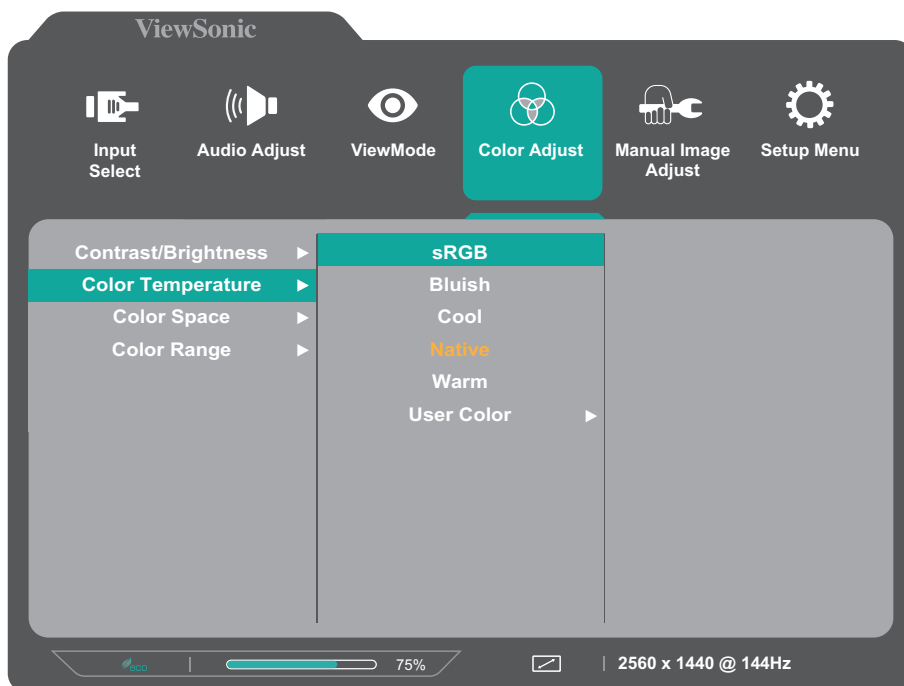 ViewSonic
Input
Select
Audio Adjust
ViewMode
Color Adjust
Manual Image
Adjust
Setup Menu
Contrast/Brightness
Color Temperature
Color Space
Color Range
sRGB
Bluish
Cool
Native
Warm
User Color
eco
75%
2560 x 1440 @ 144Hz